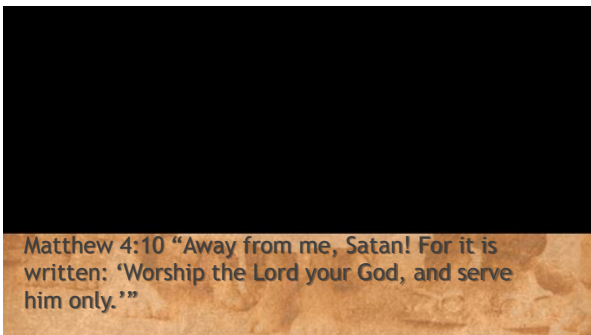 Matthew 4:10 “Away from me, Satan! For it is
written: ‘Worship the Lord your God, and serve
him only.’”